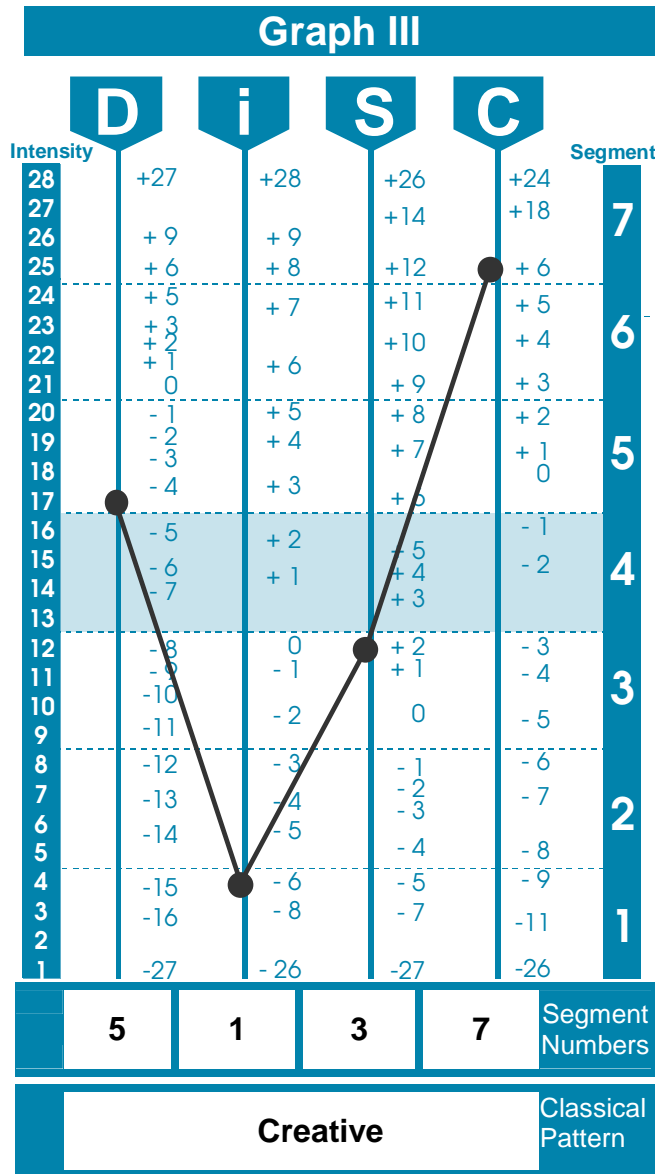 Graph III
D i S C
Intensity Segment
28 +27 +28 +26 +24
27 +14 +18 7
26 + 9 + 9
25 + 6 + 8 +12 + 6
24 + 5 + 7 +11 + 5
23 + 3 6
+ 2 +10 + 4
22 + 1 + 6
21 0 + 9 + 3
20 - 1 + 5 + 8 + 2
19 - 2 + 4 + 7 + 1 5
18 - 3 0
- 4 + 3
17 + 6
16 - 5 + 2 - 1
15 - 6 + 5 - 2
+ 1 + 4 4
14 - 7 + 3
13
12 - 8 0 + 2 - 3
11 - 9 - 1 + 1 - 4
10 -10 - 2 0 - 5 3
9 -11
8 -12 - 3 - 1 - 6
7 -13 - 4 - 2 - 7
- 3 2
6 -14 - 5
5 - 4 - 8
4 -15 - 6 - 5 - 9
3 -16 - 8 - 7 -11
2 1
1 -27 - 26 -27 -26
5 1 3 7 Segment
Numbers
Creative Classical
Pattern